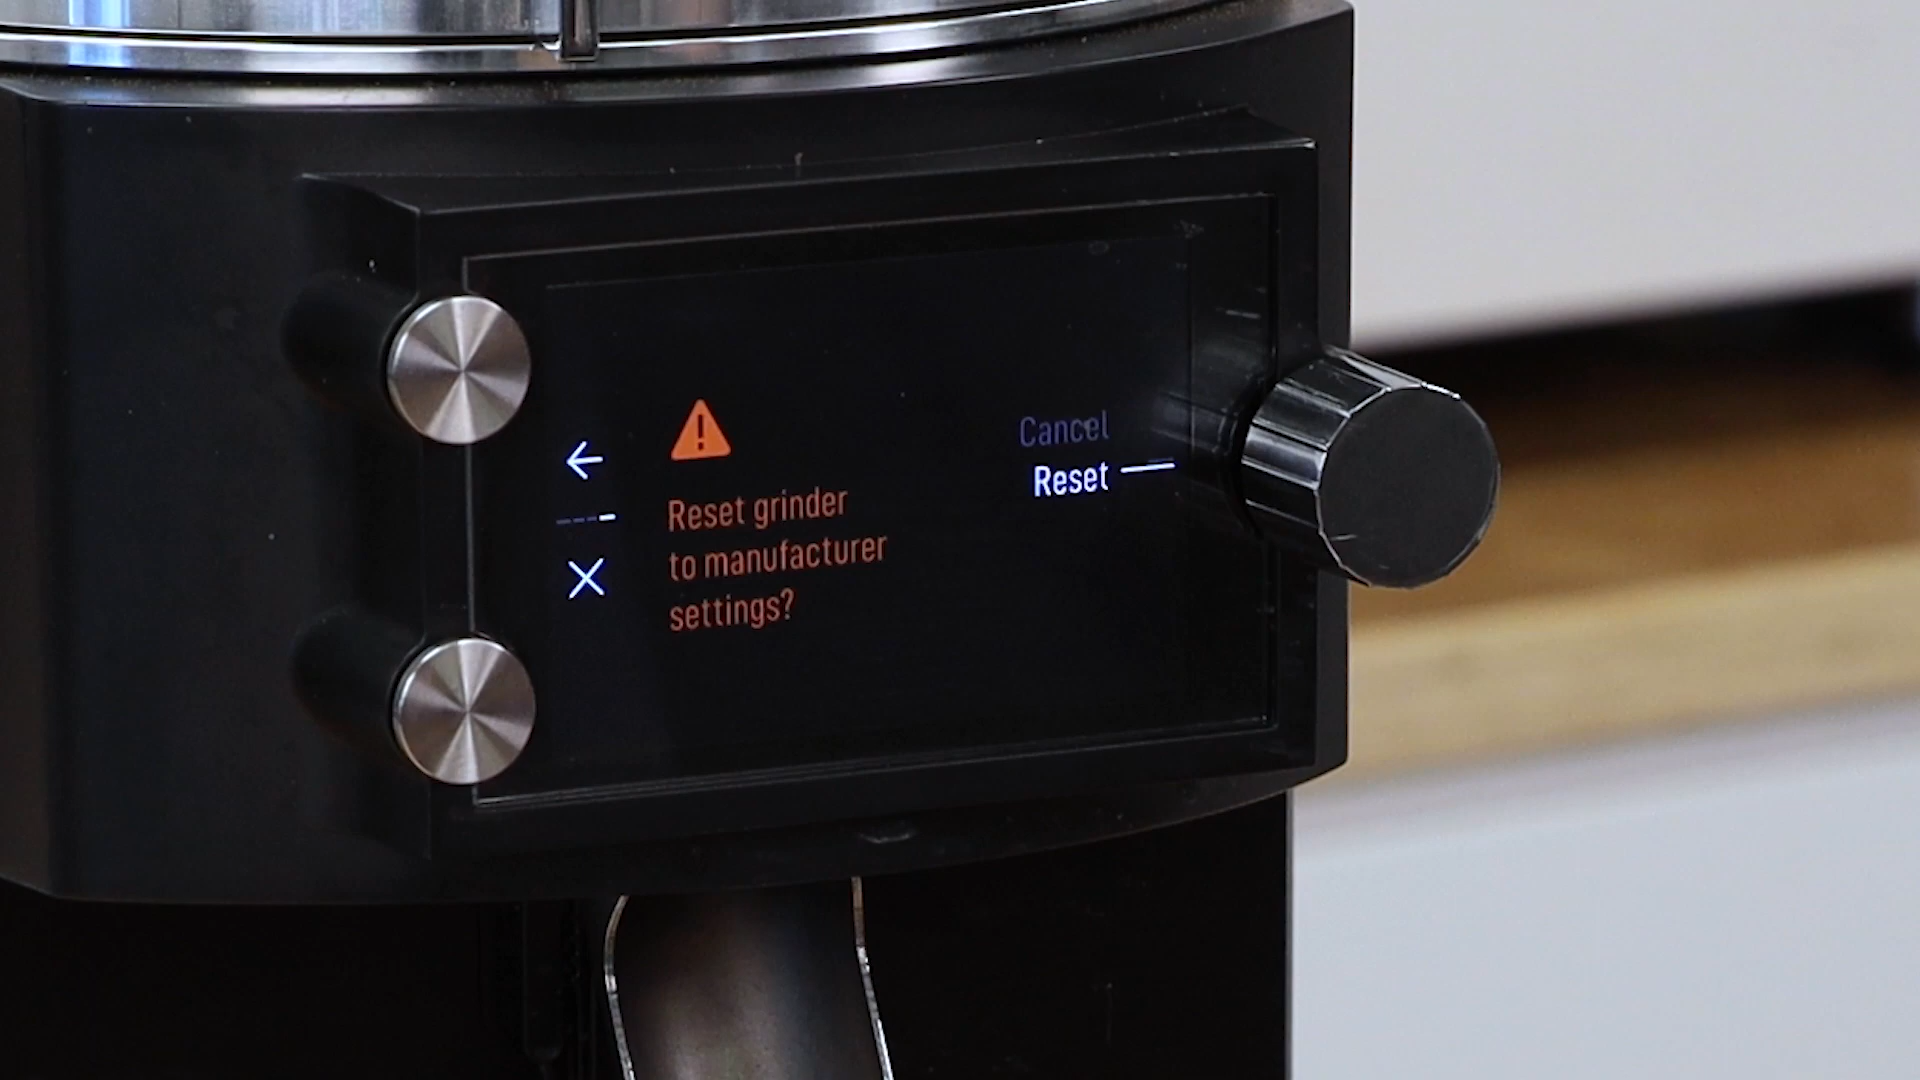 Reset grinder
to manufacturer
settings?
Cancel
Reset